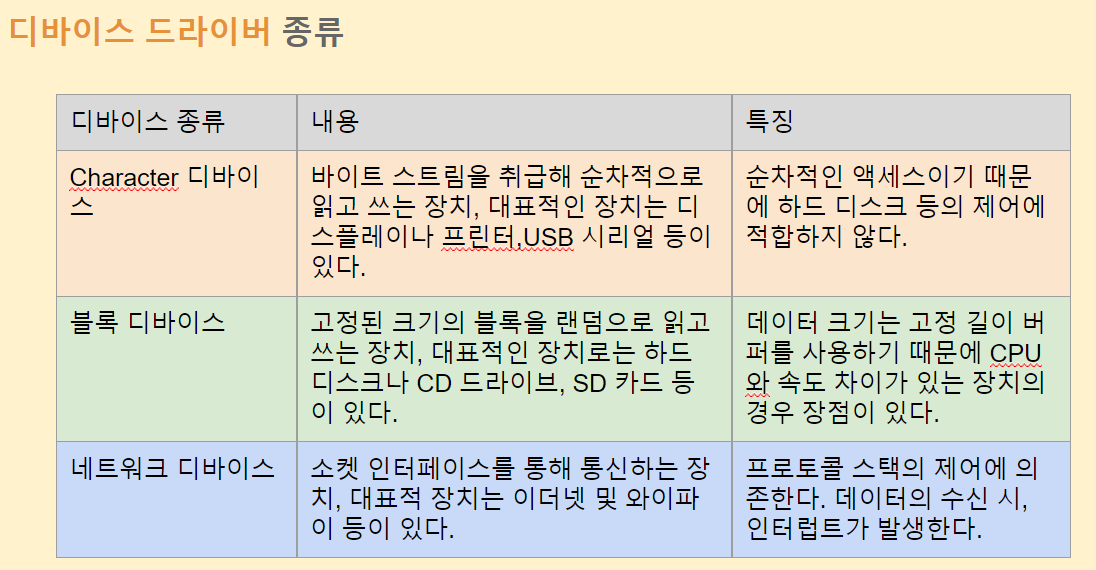 디바이스 드라이버 종류
디바이스 종류
내용
특징
Character 디바이
스
바이트 스트림을 취급해 순차적으로
읽고 쓰는 장치, 대표적인 장치는 디
스플레이나 프린터,USB 시리얼 등이
있다.
순차적인 액세스이기 때문
에 하드 디스크 등의 제어에
적합하지 않다.
블록 디바이스
고정된 크기의 블록을 랜덤으로 읽고
쓰는 장치, 대표적인 장치로는 하드
디스크나 CD 드라이브, SD 카드 등
이 있다.
데이터 크기는 고정 길이 버
퍼를 사용하기 때문에 CPU
와 속도 차이가 있는 장치의
경우 장점이 있다.
네트워크 디바이스
소켓 인터페이스를 통해 통신하는 장
치, 대표적 장치는 이더넷 및 와이파
이 등이 있다.
프로토콜 스택의 제어에 의
존한다. 데이터의 수신 시,
인터럽트가 발생한다.